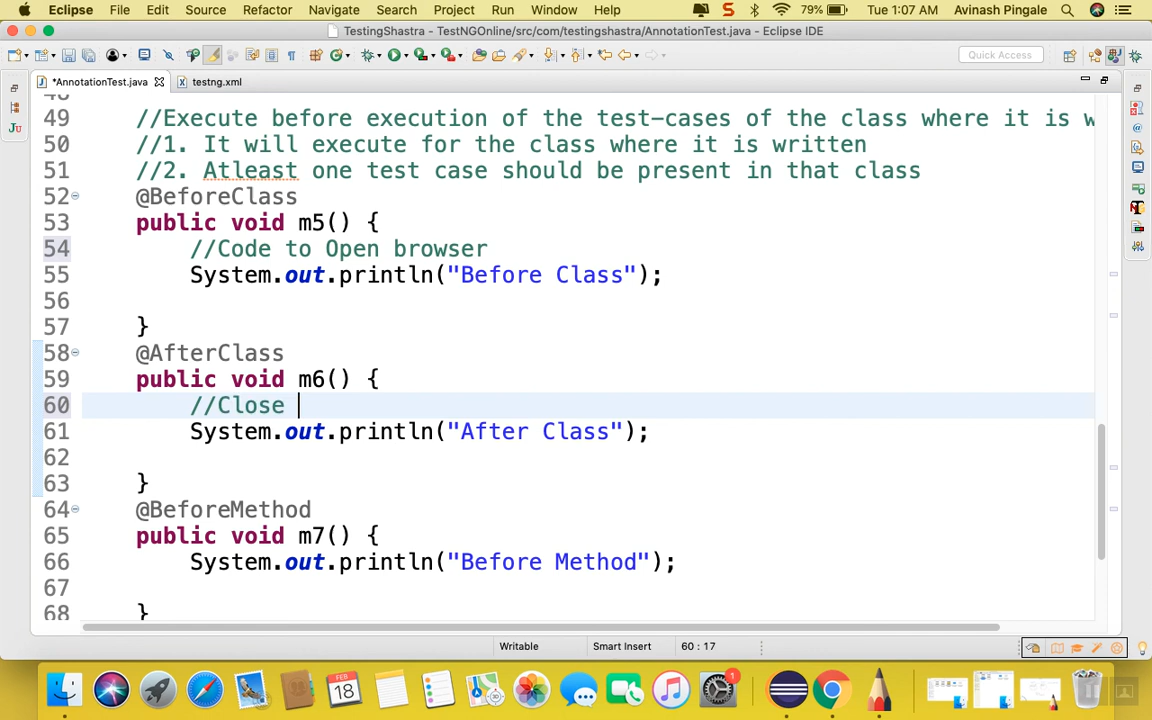 Eclipse File Edit Source Refactor Navigate Search Project Run Window Help 79% Tue 1:07 AM Avinash Pingale
TestingShastra - TestNGOnline/src/com/testingshastra/AnnotationTest.java - Eclipse IDE
Quick Access
*AnnotationTest.java testng.xml
49 //Execute before execution of the test-cases of the class where it is w
50 //1. It will execute for the class where it is written
51 //2. Atleast one test case should be present in that class
52 @BeforeClass
53 public void m5() {
54 //Code to Open browser
55 System.out.println("Before Class");
56
57 }
58 @AfterClass
59 public void m6() {
60 //Close
61 System.out.println("After Class");
62
63 }
64 @BeforeMethod
65 public void m7() {
66 System.out.println("Before Method");
67
68 }
Writable Smart Insert 60 : 17
FEB
18
1